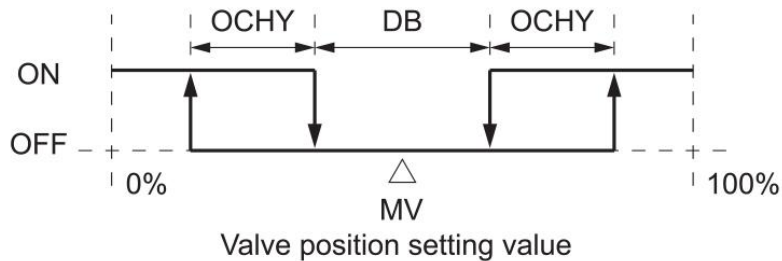 OCHY DB OCHY
ON
OFF
0% 100%
MV
Valve position setting value